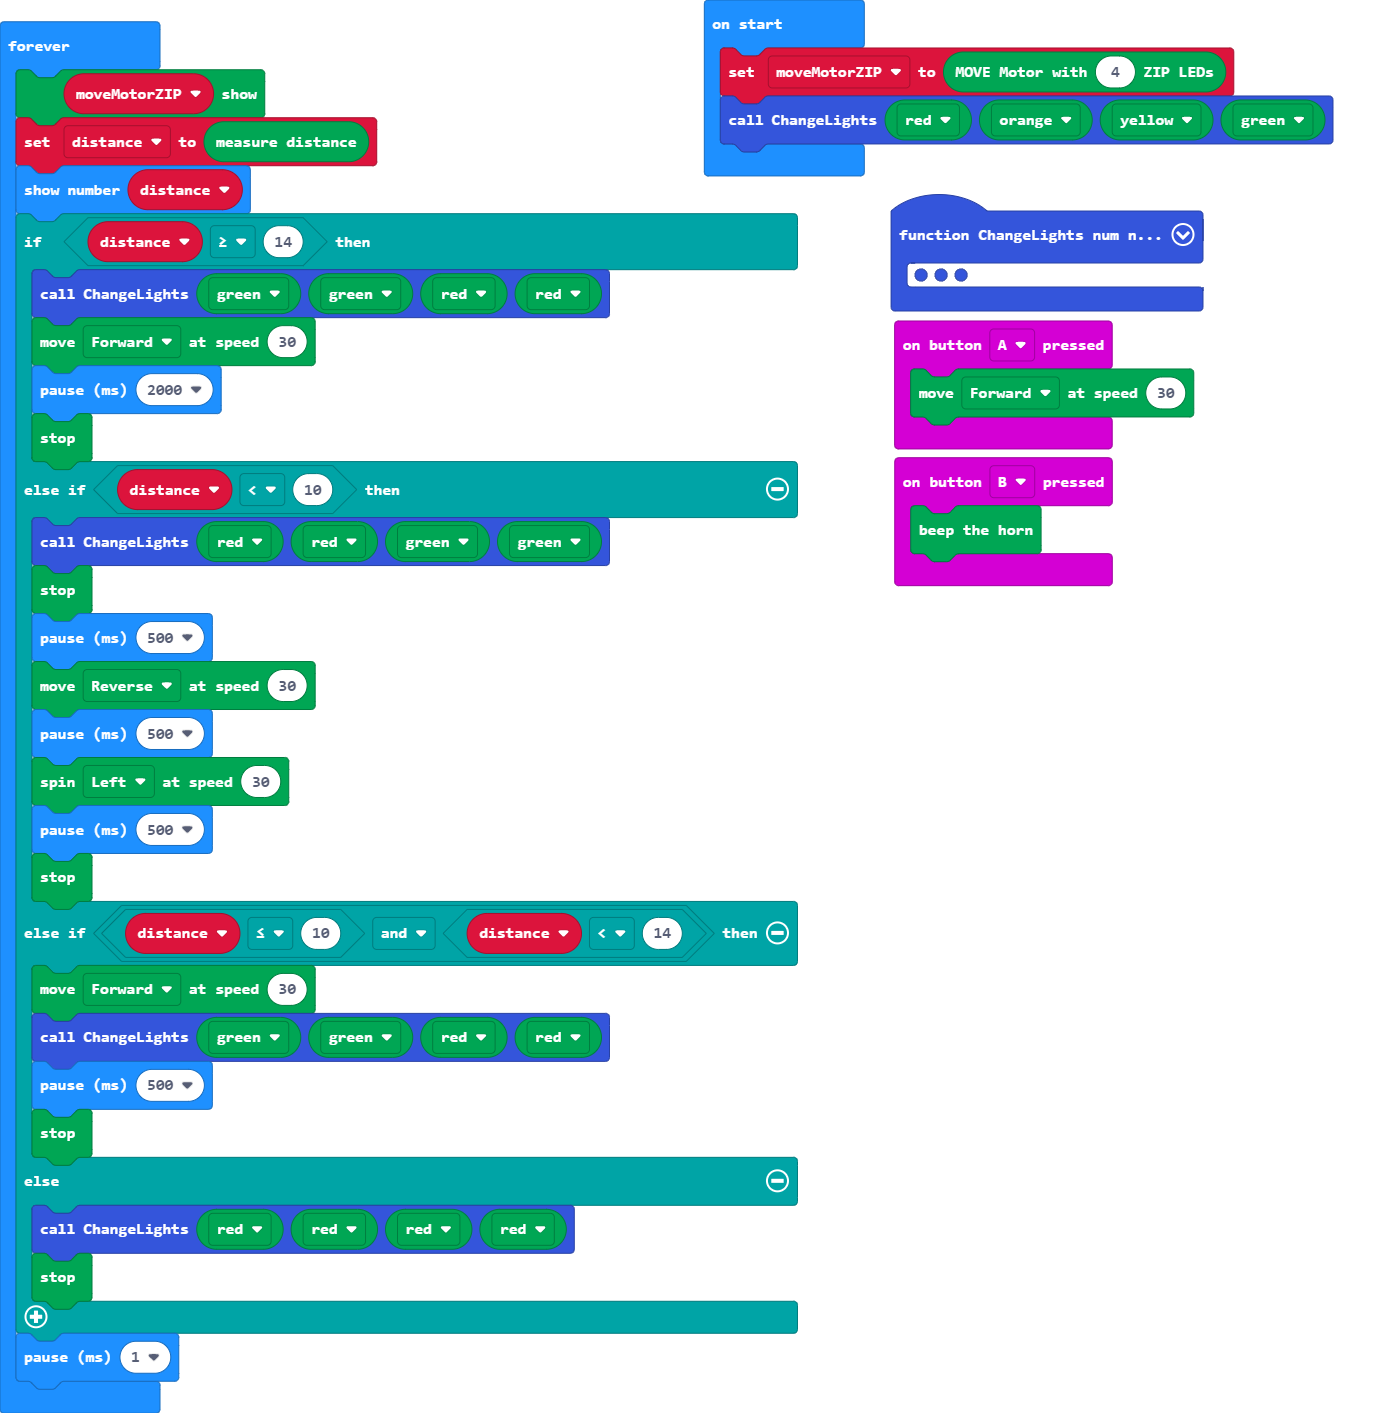 forever
moveMotorZIP show
set distance to measure distance
show number distance
if distance ≥ 14 then
call ChangeLights green green red red
move Forward at speed 30
pause (ms) 2000
stop
else if distance < 10 then
call ChangeLights red red green green
stop
pause (ms) 500
move Reverse at speed 30
pause (ms) 500
spin Left at speed 30
pause (ms) 500
stop
else if distance ≤ 10 and distance < 14 then
move Forward at speed 30
call ChangeLights green green red red
pause (ms) 500
stop
else
call ChangeLights red red red red
stop
pause (ms) 1
on start
set moveMotorZIP to MOVE Motor with 4 ZIP LEDs
call ChangeLights red orange yellow green
function ChangeLights num n...
on button A pressed
move Forward at speed 30
on button B pressed
beep the horn